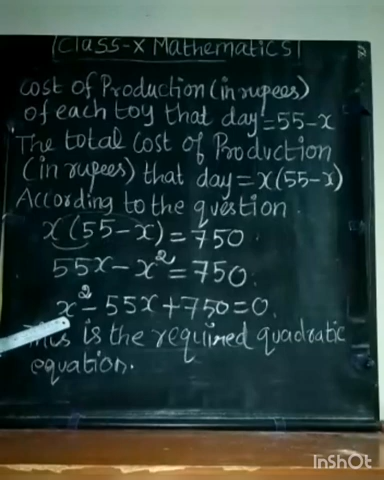 Class-X Mathematics
cost of Production (in rupees)
of each toy that day = 55-x
The total Cost of Production
(in rupees) that day = x(55-x)
According to the question.
x(55-x) = 750.
55x - x² = 750.
x² - 55x + 750 = 0.
This is the required quadratic
equation.
InShOt